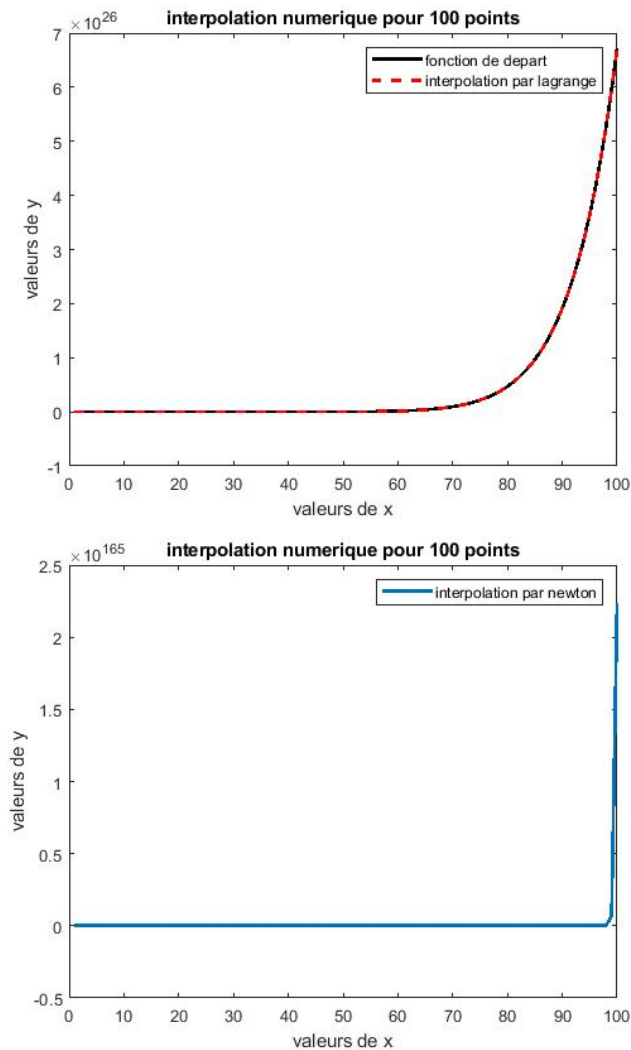 interpolation numerique pour 100 points
×10^26
7
6
5
4
3
2
1
0
-1
valeurs de y
fonction de depart
interpolation par lagrange
0 10 20 30 40 50 60 70 80 90 100
valeurs de x
interpolation numerique pour 100 points
×10^165
2.5
2
1.5
1
0.5
0
-0.5
valeurs de y
interpolation par newton
0 10 20 30 40 50 60 70 80 90 100
valeurs de x